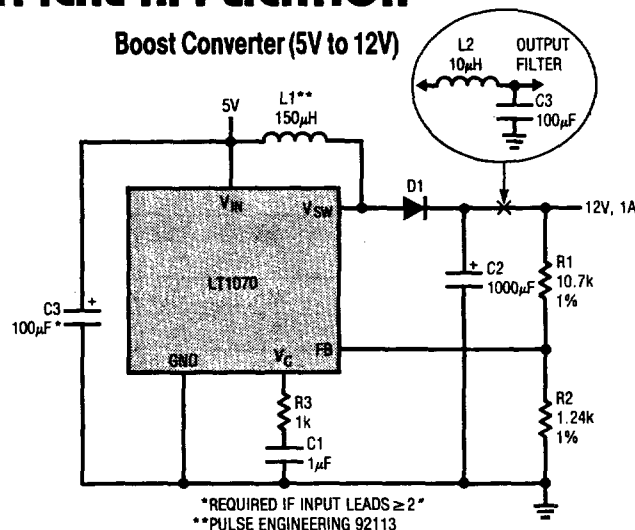 Boost Converter (5V to 12V)
L2
10μH
OUTPUT
FILTER
C3
100μF
5V
L1**
150μH
D1
VIN
VSW
12V, 1A
LT1070
C3
100μF*
+
+
C2
1000μF
R1
10.7k
1%
GND
VC
FB
R3
1k
C1
1μF
R2
1.24k
1%
*REQUIRED IF INPUT LEADS ≥ 2"
**PULSE ENGINEERING 92113